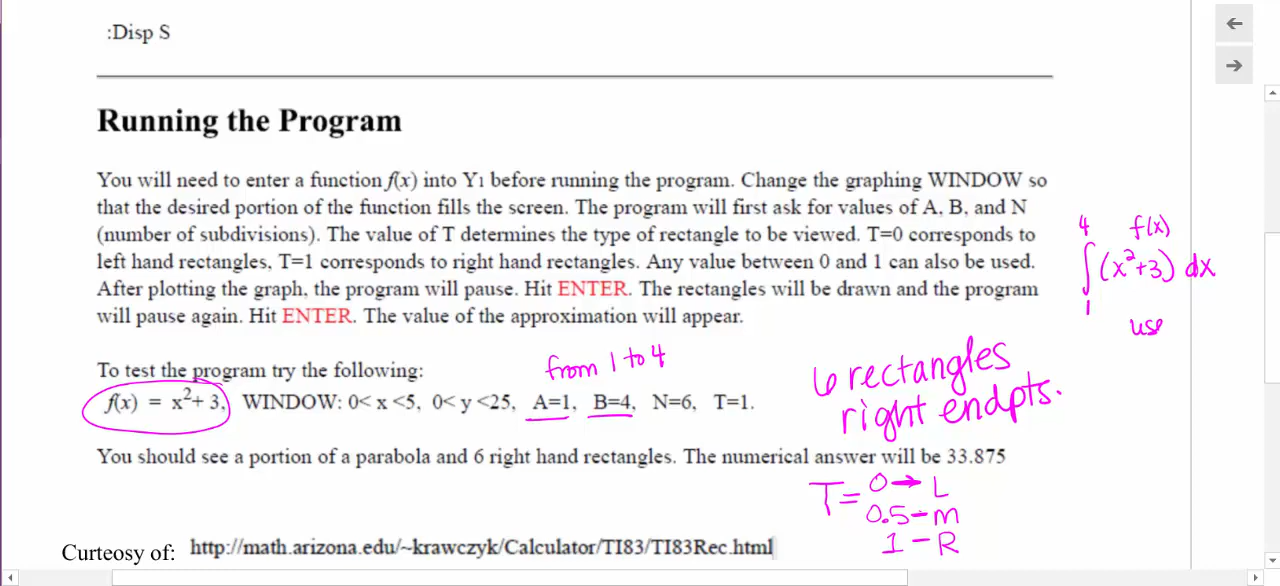 :Disp S
Running the Program
You will need to enter a function f(x) into Y1 before running the program. Change the graphing WINDOW so
that the desired portion of the function fills the screen. The program will first ask for values of A, B, and N
(number of subdivisions). The value of T determines the type of rectangle to be viewed. T=0 corresponds to
left hand rectangles, T=1 corresponds to right hand rectangles. Any value between 0 and 1 can also be used.
After plotting the graph, the program will pause. Hit ENTER. The rectangles will be drawn and the program
will pause again. Hit ENTER. The value of the approximation will appear.
4 f(x)
∫(x²+3) dx
1
use
6 rectangles
right endpts.
To test the program try the following:
from 1 to 4
f(x) = x²+ 3, WINDOW: 0< x <5, 0< y <25, A=1, B=4, N=6, T=1.
You should see a portion of a parabola and 6 right hand rectangles. The numerical answer will be 33.875
T= 0→ L
0.5-m
1-R
Curteosy of: http://math.arizona.edu/~krawczyk/Calculator/TI83/TI83Rec.html